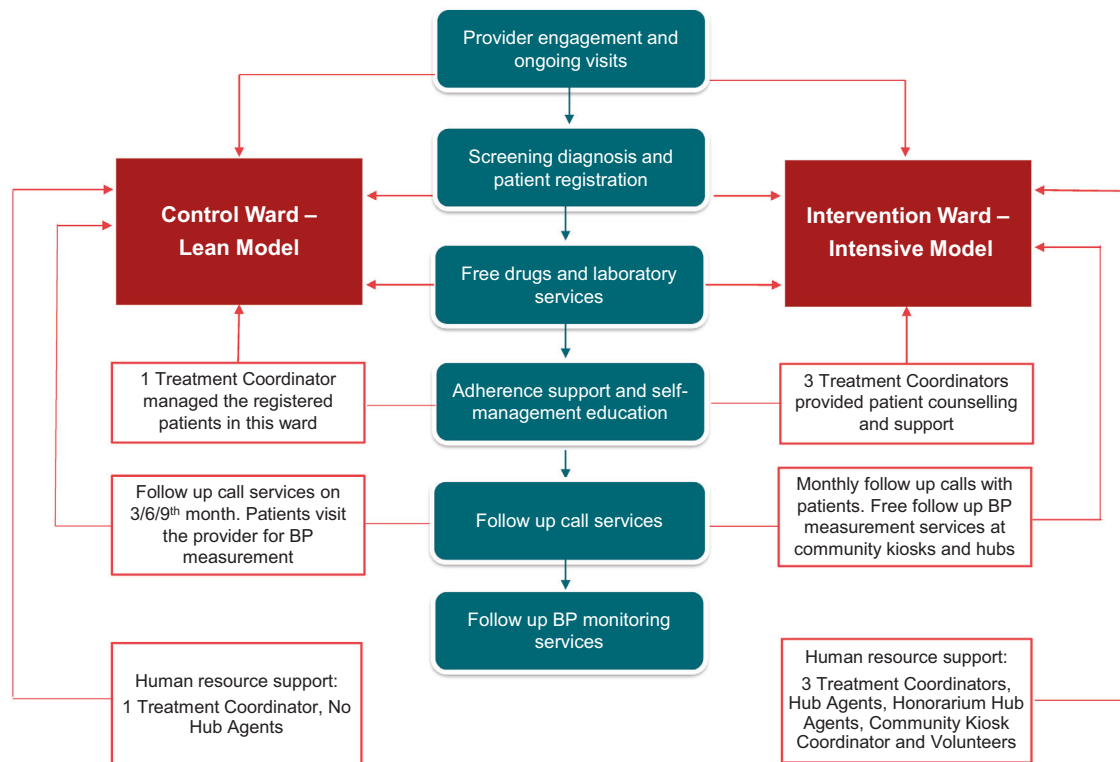 Provider engagement and
ongoing visits
Screening diagnosis and
patient registration
Control Ward –
Lean Model
Intervention Ward –
Intensive Model
Free drugs and laboratory
services
1 Treatment Coordinator
managed the registered
patients in this ward
Adherence support and self-
management education
3 Treatment Coordinators
provided patient counselling
and support
Follow up call services on
3/6/9th month. Patients visit
the provider for BP
measurement
Follow up call services
Monthly follow up calls with
patients. Free follow up BP
measurement services at
community kiosks and hubs
Follow up BP monitoring
services
Human resource support:
1 Treatment Coordinator, No
Hub Agents
Human resource support:
3 Treatment Coordinators,
Hub Agents, Honorarium Hub
Agents, Community Kiosk
Coordinator and Volunteers